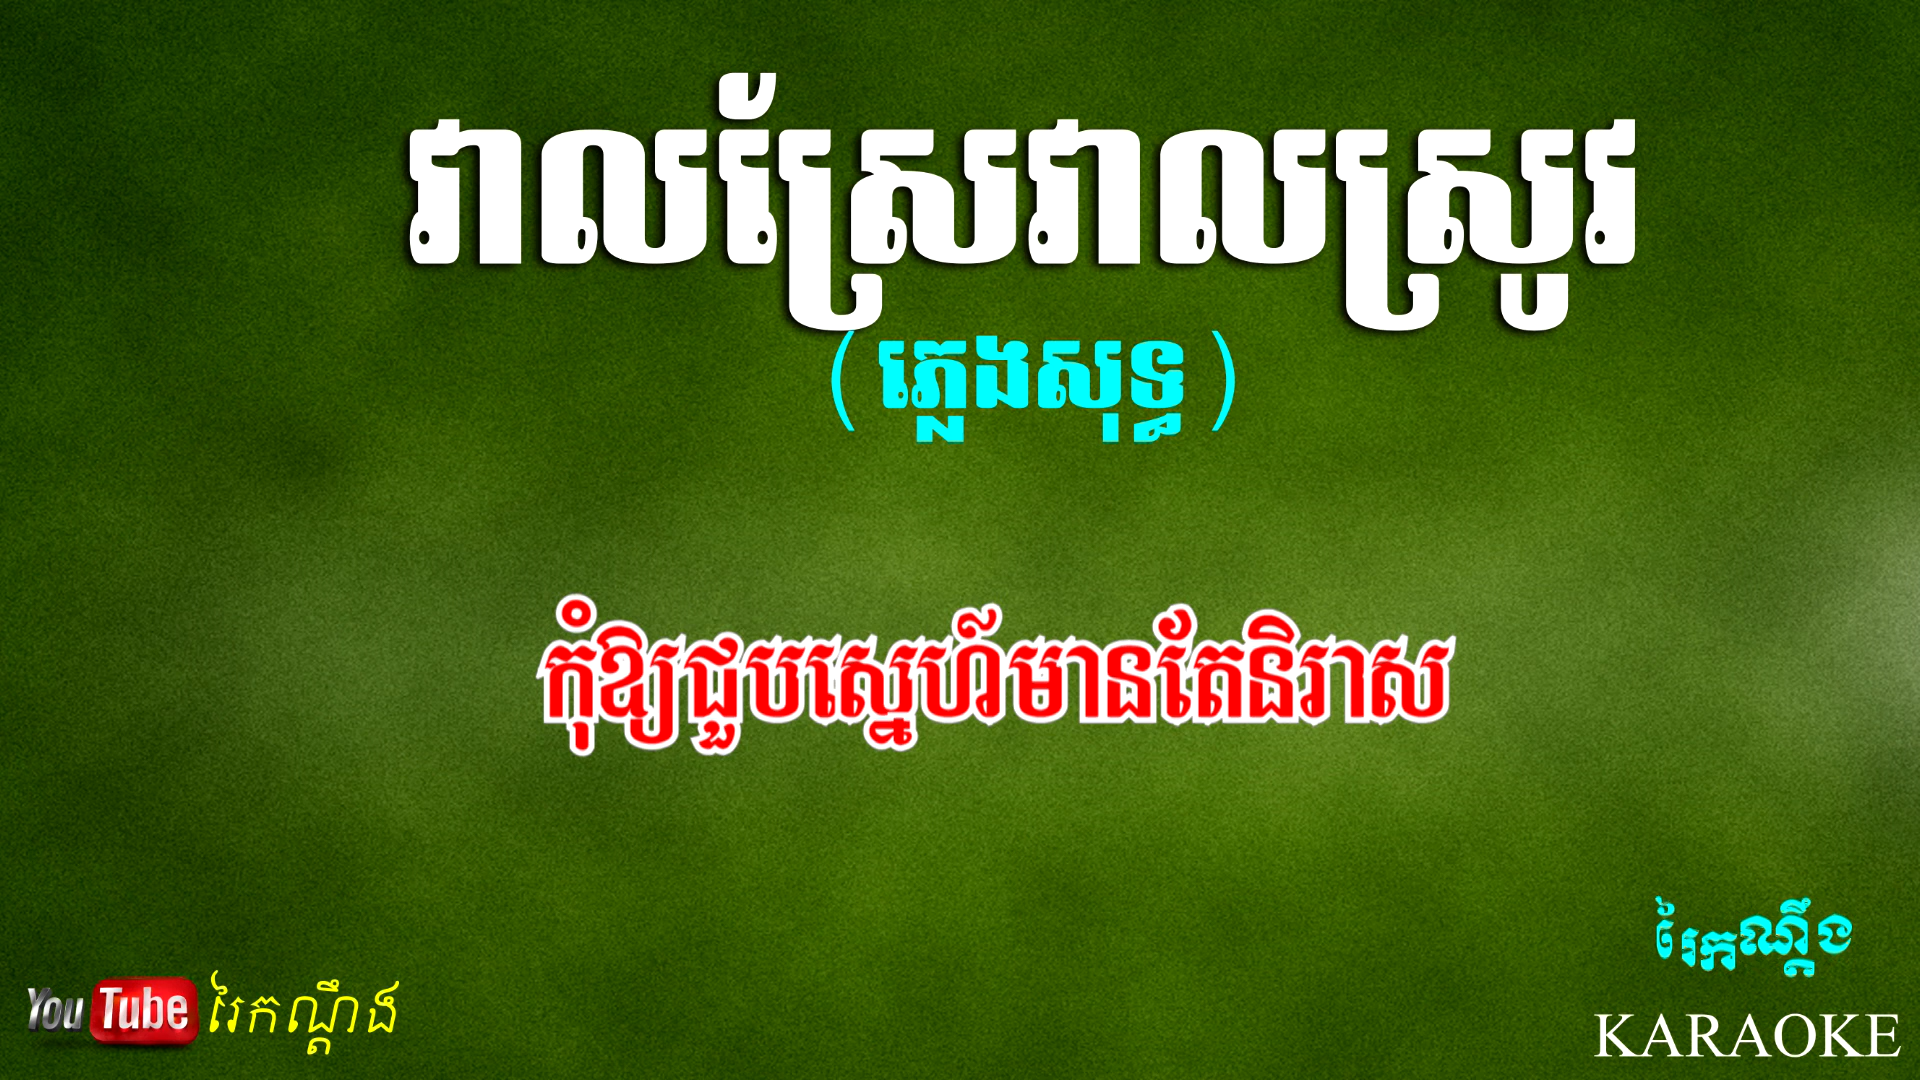 វាលស្រែវាលស្រូវ
( ភ្លេងសុទ្ធ )
កុំឱ្យជួបស្នេហ៍មានតែនិរាស
រៃកណ្ដឹង
YouTube រៃកណ្ដឹង
KARAOKE